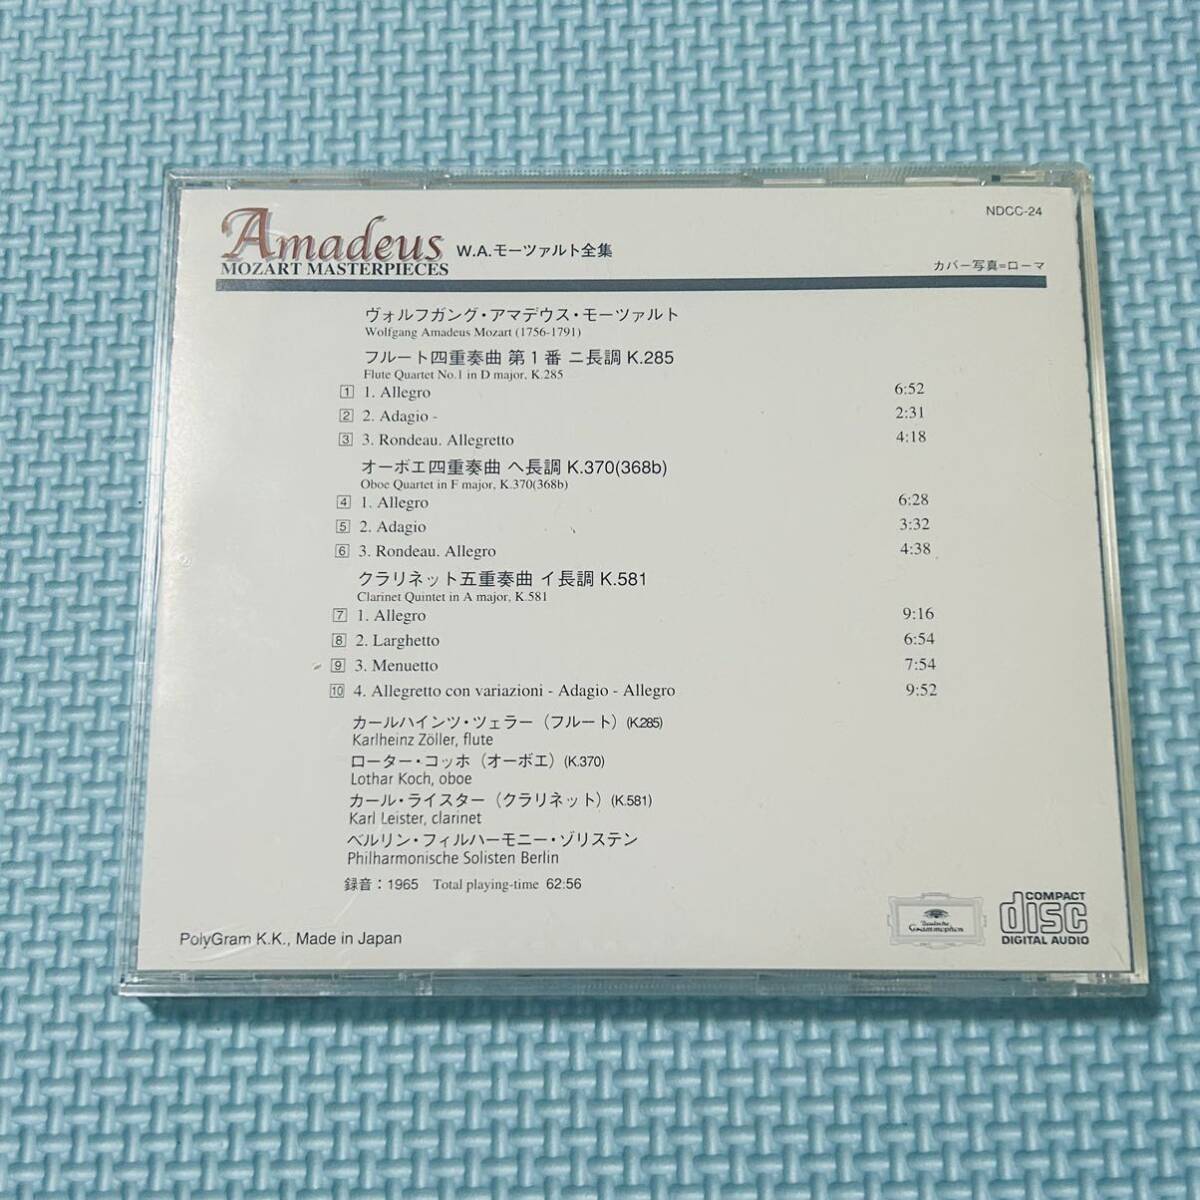 NDCC-24
Amadeus W.A.モーツァルト全集
MOZART MASTERPIECES
カバー写真=ローマ
ヴォルフガング・アマデウス・モーツァルト
Wolfgang Amadeus Mozart (1756-1791)
フルート四重奏曲 第1番 ニ長調 K.285
Flute Quartet No.1 in D major, K.285
1 1. Allegro 6:52
2 2. Adagio - 2:31
3 3. Rondeau. Allegretto 4:18
オーボエ四重奏曲 ヘ長調 K.370(368b)
Oboe Quartet in F major, K.370(368b)
4 1. Allegro 6:28
5 2. Adagio 3:32
6 3. Rondeau. Allegro 4:38
クラリネット五重奏曲 イ長調 K.581
Clarinet Quintet in A major, K.581
7 1. Allegro 9:16
8 2. Larghetto 6:54
9 3. Menuetto 7:54
10 4. Allegretto con variazioni - Adagio - Allegro 9:52
カールハインツ・ツェラー（フルート）(K.285)
Karlheinz Zöller, flute
ローター・コッホ（オーボエ）(K.370)
Lothar Koch, oboe
カール・ライスター（クラリネット）(K.581)
Karl Leister, clarinet
ベルリン・フィルハーモニー・ゾリステン
Philharmonische Solisten Berlin
録音：1965 Total playing-time 62:56
PolyGram K.K., Made in Japan
Deutsche
Grammophon
COMPACT
disc
DIGITAL AUDIO